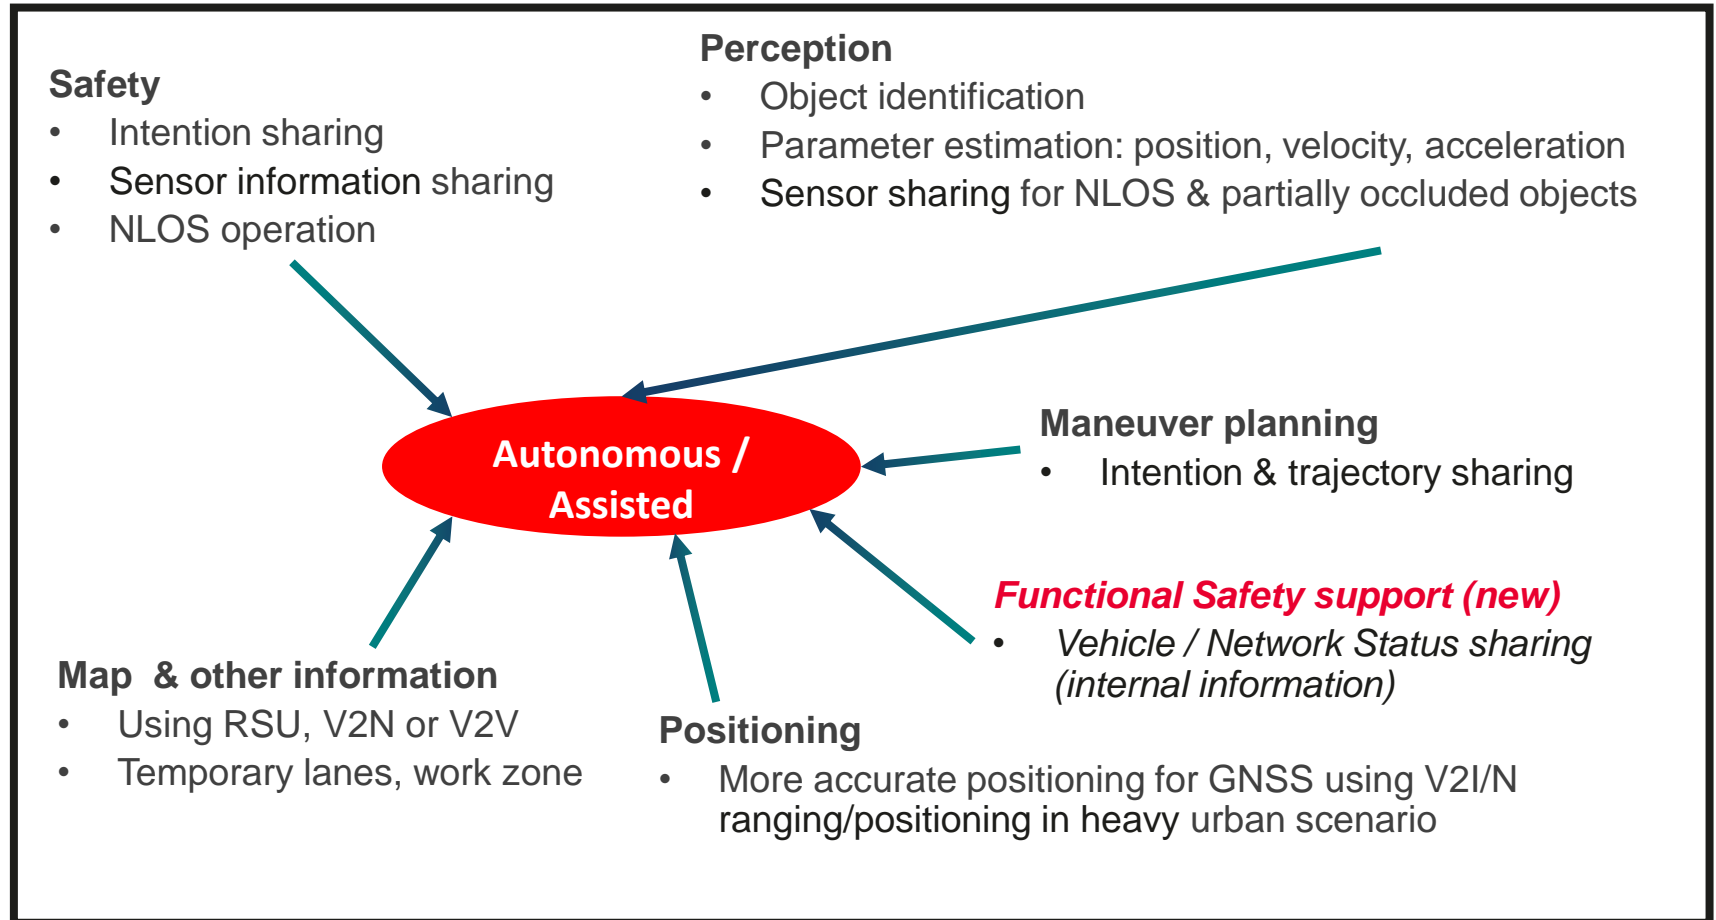 Safety
• Intention sharing
• Sensor information sharing
• NLOS operation
Perception
• Object identification
• Parameter estimation: position, velocity, acceleration
• Sensor sharing for NLOS & partially occluded objects
Autonomous /
Assisted
Maneuver planning
• Intention & trajectory sharing
Functional Safety support (new)
• Vehicle / Network Status sharing
(internal information)
Map & other information
• Using RSU, V2N or V2V
• Temporary lanes, work zone
Positioning
• More accurate positioning for GNSS using V2I/N
ranging/positioning in heavy urban scenario